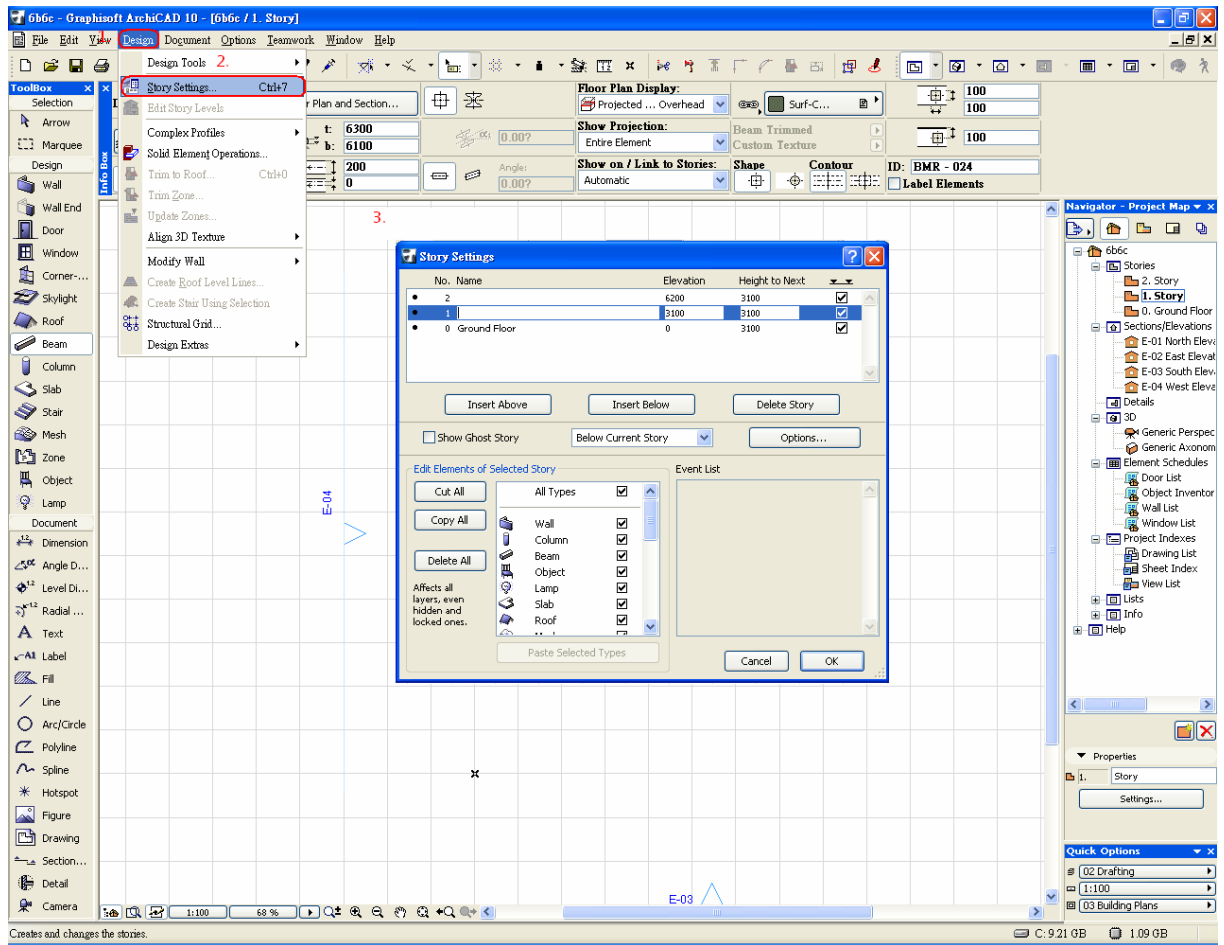 6b6c - Graphisoft ArchiCAD 10 - [6b6c / 1. Story]
File Edit View Design Document Options Teamwork Window Help
1.
Design Tools
2.
Story Settings... Ctrl+7
Edit Story Levels
Complex Profiles
Solid Element Operations...
Trim to Roof... Ctrl+0
Trim Zone...
Update Zones...
Align 3D Texture
Modify Wall
Create Roof Level Lines...
Create Stair Using Selection
Structural Grid...
Design Extras
ToolBox
Selection
Arrow
Marquee
Design
Wall
Wall End
Door
Window
Corner-...
Skylight
Roof
Beam
Column
Slab
Stair
Mesh
Zone
Object
Lamp
Document
Dimension
Angle D...
Level Di...
Radial ...
Text
A1 Label
Fill
Line
Arc/Circle
Polyline
Spline
Hotspot
Figure
Drawing
Section...
Detail
Camera
Info Box
r Plan and Section...
t: 6300
b: 6100
200
0
0.00?
Angle:
0.00?
Floor Plan Display:
Projected ... Overhead
Show Projection:
Entire Element
Show on / Link to Stories:
Automatic
Surf-C...
Beam Trimmed
Custom Texture
Shape Contour
100
100
100
ID: BMR - 024
Label Elements
3.
Story Settings
No. Name Elevation Height to Next
2 6200 3100
1 3100 3100
0 Ground Floor 0 3100
Insert Above Insert Below Delete Story
Show Ghost Story Below Current Story Options...
Edit Elements of Selected Story
Event List
Cut All
Copy All
Delete All
Affects all
layers, even
hidden and
locked ones.
All Types
Wall
Column
Beam
Object
Lamp
Slab
Roof
Paste Selected Types
Cancel OK
E-04
E-03
Navigator - Project Map
6b6c
Stories
2. Story
1. Story
0. Ground Floor
Sections/Elevations
E-01 North Eleva
E-02 East Elevat
E-03 South Elev
E-04 West Eleva
Details
3D
Generic Perspec
Generic Axonom
Element Schedules
Door List
Object Inventor
Wall List
Window List
Project Indexes
Drawing List
Sheet Index
View List
Lists
Info
Help
Properties
1. Story
Settings...
Quick Options
02 Drafting
1:100
03 Building Plans
1:100 68 %
Creates and changes the stories.
C: 9.21 GB 1.09 GB